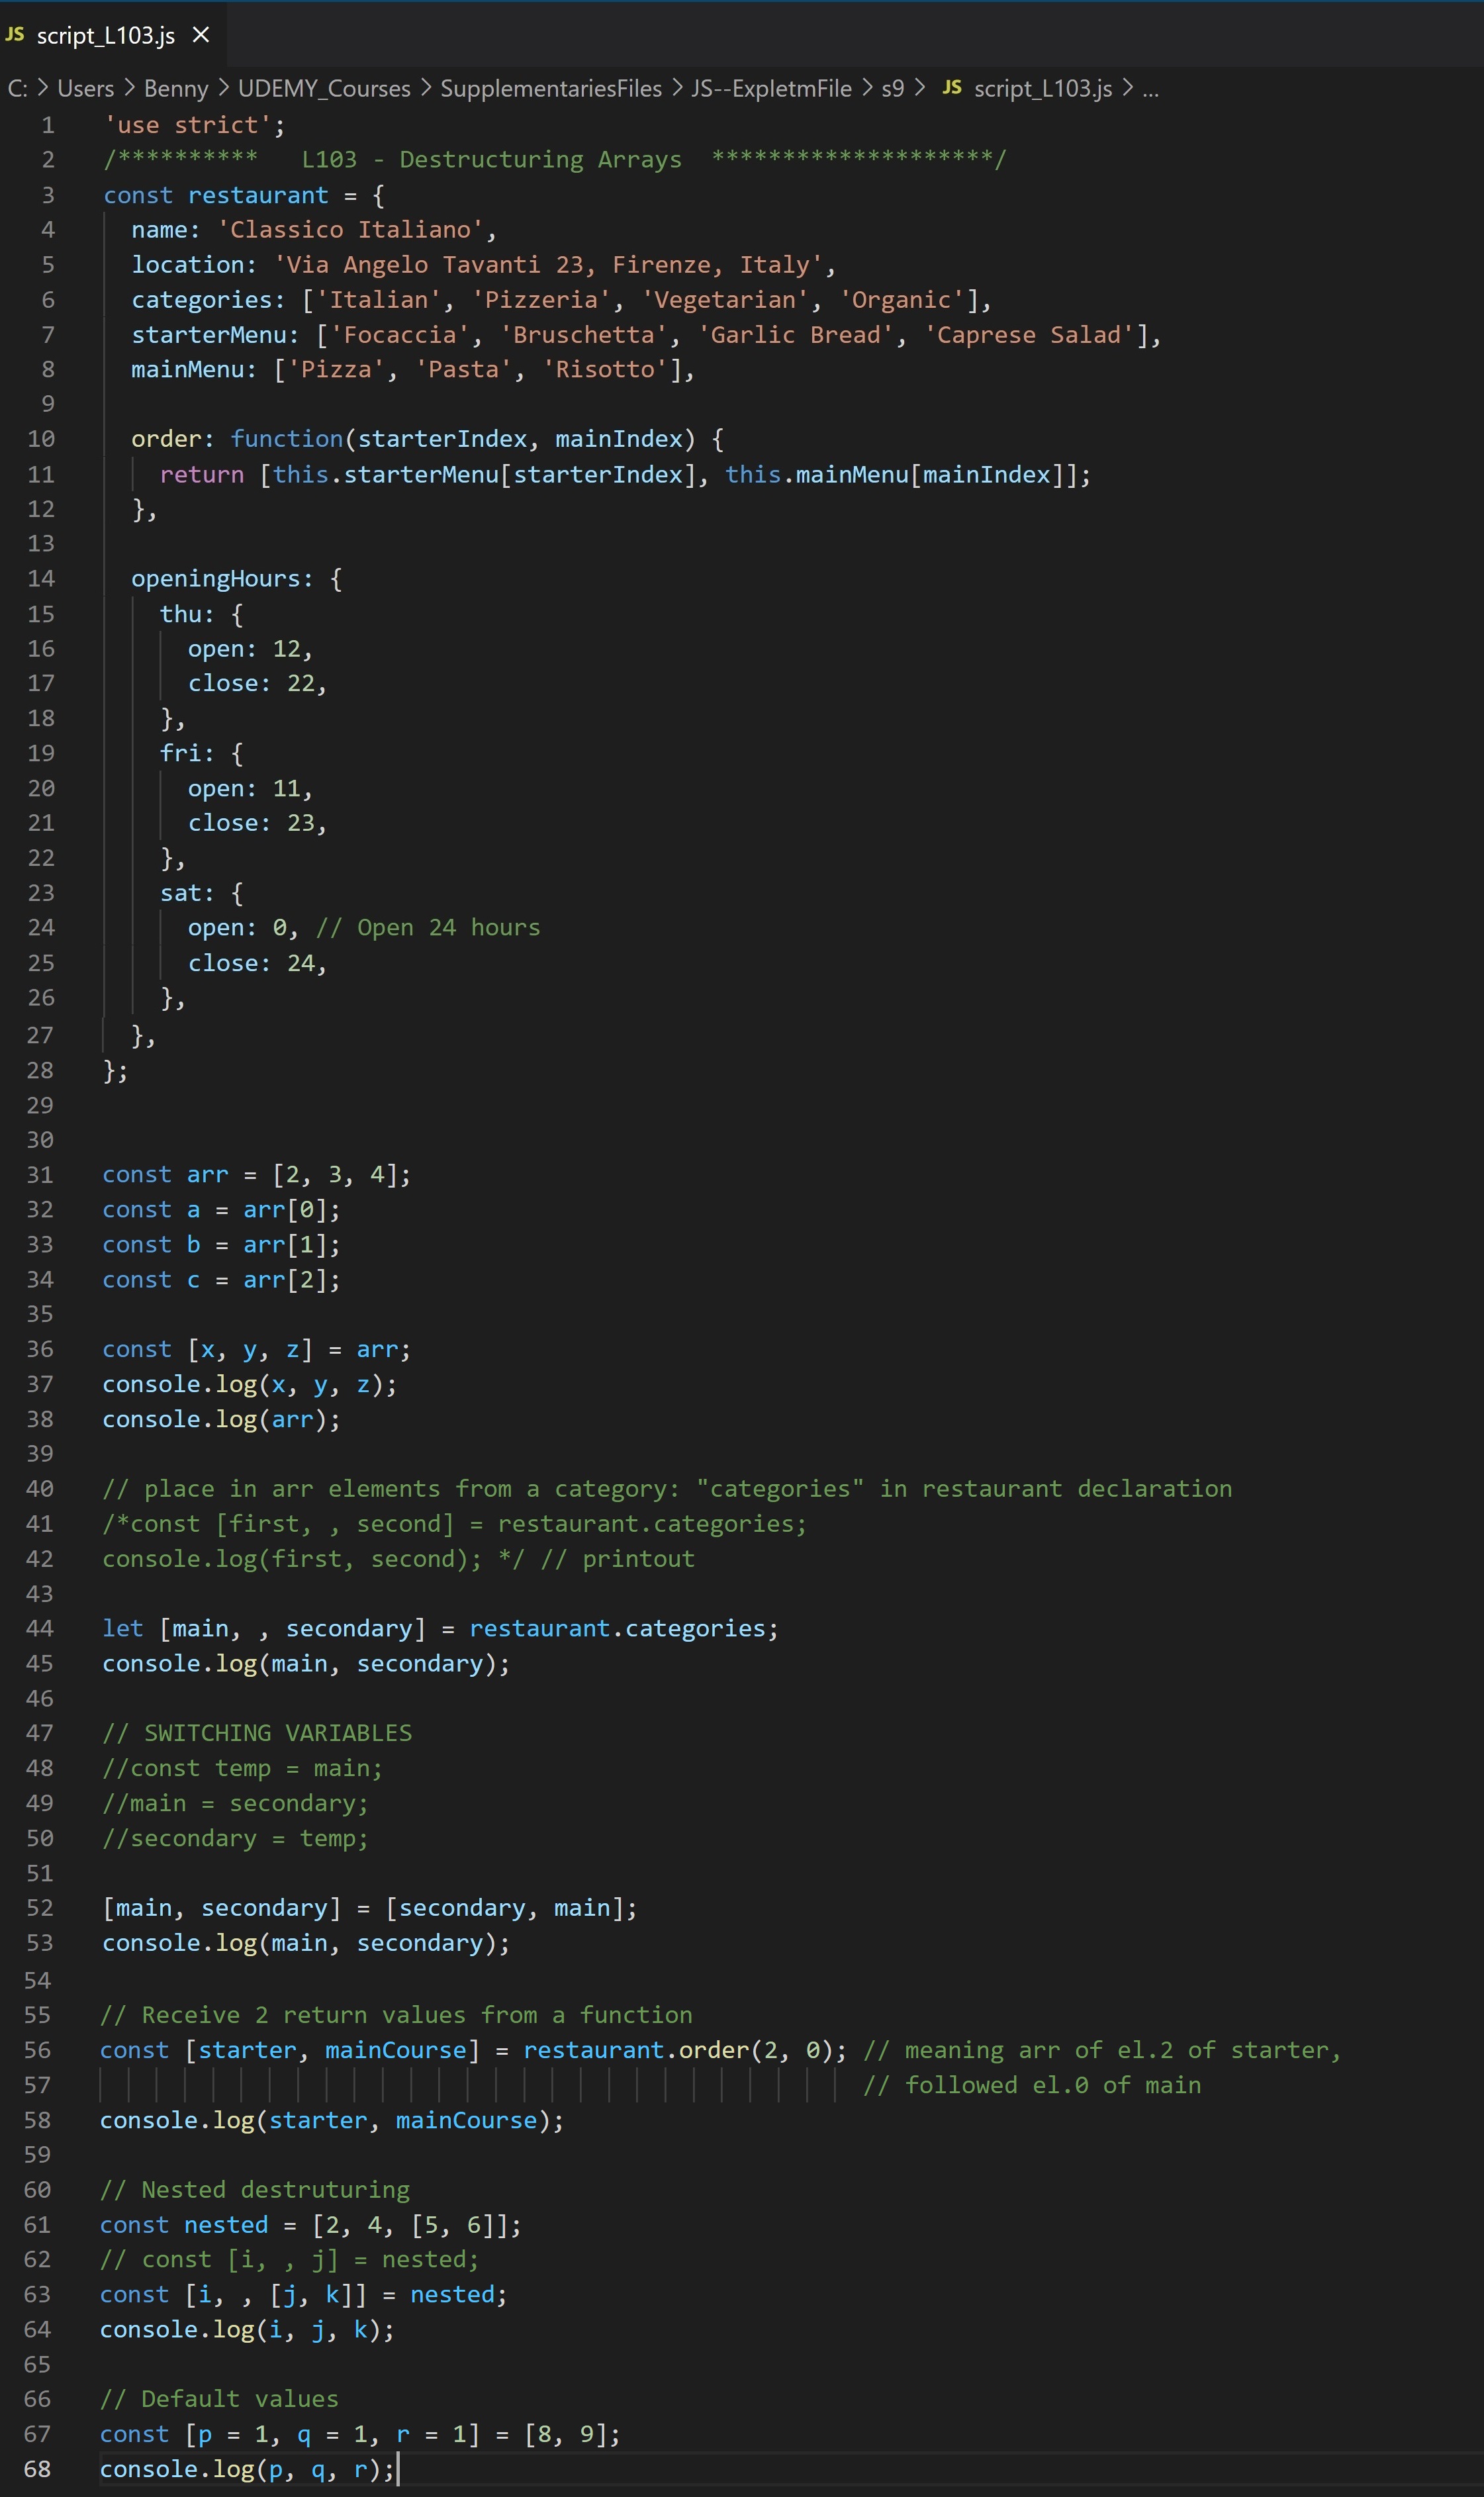 JS script_L103.js ×
C: > Users > Benny > UDEMY_Courses > SupplementariesFiles > JS--ExpletmFile > s9 > JS script_L103.js > ...
1 'use strict';
2 /********** L103 - Destructuring Arrays ********************/
3 const restaurant = {
4 name: 'Classico Italiano',
5 location: 'Via Angelo Tavanti 23, Firenze, Italy',
6 categories: ['Italian', 'Pizzeria', 'Vegetarian', 'Organic'],
7 starterMenu: ['Focaccia', 'Bruschetta', 'Garlic Bread', 'Caprese Salad'],
8 mainMenu: ['Pizza', 'Pasta', 'Risotto'],
9
10 order: function(starterIndex, mainIndex) {
11 return [this.starterMenu[starterIndex], this.mainMenu[mainIndex]];
12 },
13
14 openingHours: {
15 thu: {
16 open: 12,
17 close: 22,
18 },
19 fri: {
20 open: 11,
21 close: 23,
22 },
23 sat: {
24 open: 0, // Open 24 hours
25 close: 24,
26 },
27 },
28 };
29
30
31 const arr = [2, 3, 4];
32 const a = arr[0];
33 const b = arr[1];
34 const c = arr[2];
35
36 const [x, y, z] = arr;
37 console.log(x, y, z);
38 console.log(arr);
39
40 // place in arr elements from a category: "categories" in restaurant declaration
41 /*const [first, , second] = restaurant.categories;
42 console.log(first, second); */ // printout
43
44 let [main, , secondary] = restaurant.categories;
45 console.log(main, secondary);
46
47 // SWITCHING VARIABLES
48 //const temp = main;
49 //main = secondary;
50 //secondary = temp;
51
52 [main, secondary] = [secondary, main];
53 console.log(main, secondary);
54
55 // Receive 2 return values from a function
56 const [starter, mainCourse] = restaurant.order(2, 0); // meaning arr of el.2 of starter,
57 // followed el.0 of main
58 console.log(starter, mainCourse);
59
60 // Nested destruturing
61 const nested = [2, 4, [5, 6]];
62 // const [i, , j] = nested;
63 const [i, , [j, k]] = nested;
64 console.log(i, j, k);
65
66 // Default values
67 const [p = 1, q = 1, r = 1] = [8, 9];
68 console.log(p, q, r);